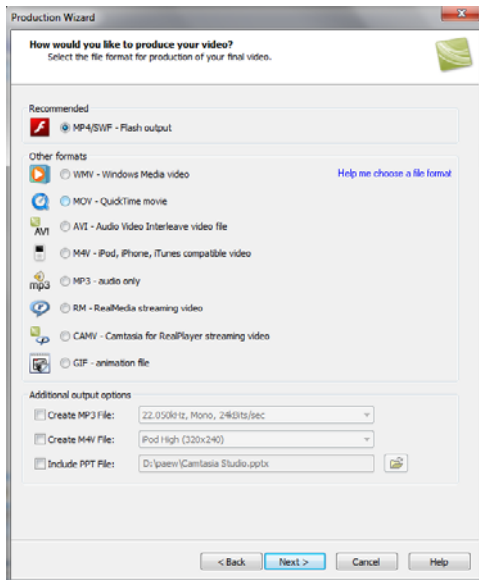 Production Wizard
x
How would you like to produce your video?
Select the file format for production of your final video.
Recommended
MP4/SWF - Flash output
Other formats
WMV - Windows Media video
Help me choose a file format
MOV - QuickTime movie
AVI
AVI - Audio Video Interleave video file
M4V - iPod, iPhone, iTunes compatible video
mp3
MP3 - audio only
RM - RealMedia streaming video
CAMV - Camtasia for RealPlayer streaming video
GIF - animation file
Additional output options
Create MP3 File:
22.050kHz, Mono, 24kBits/sec
Create M4V File:
iPod High (320x240)
Include PPT File:
D:\paew\Camtasia Studio.pptx
< Back
Next >
Cancel
Help